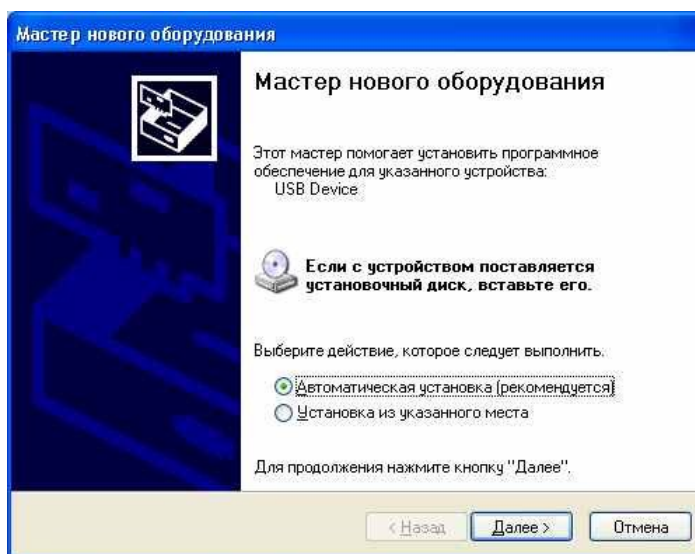 Мастер нового оборудования
Мастер нового оборудования
Этот мастер помогает установить программное
обеспечение для указанного устройства:
USB Device
Если с устройством поставляется
установочный диск, вставьте его.
Выберите действие, которое следует выполнить.
Автоматическая установка (рекомендуется)
Установка из указанного места
Для продолжения нажмите кнопку "Далее".
< Назад
Далее >
Отмена